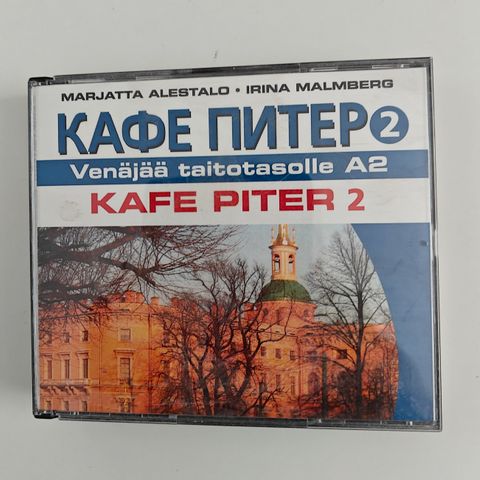 MARJATTA ALESTALO • IRINA MALMBERG
КАФЕ ПИТЕР 2
Venäjää taitotasolle A2
KAFE PITER 2